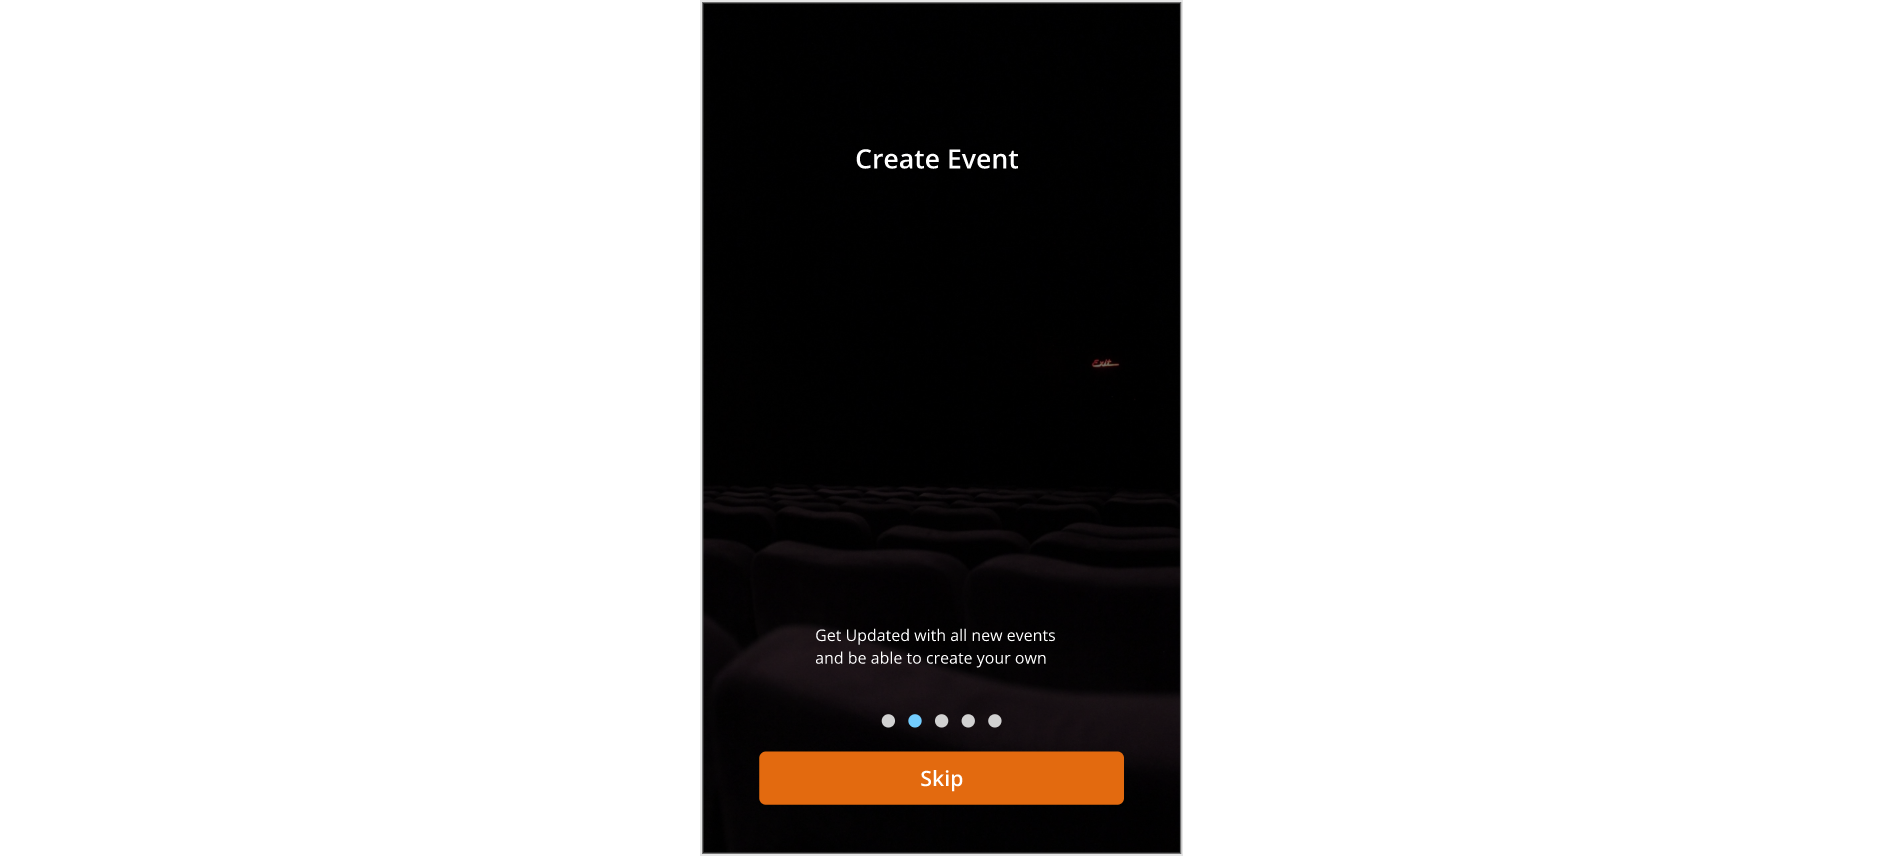 Create Event
Exit
Get Updated with all new events
and be able to create your own
Skip